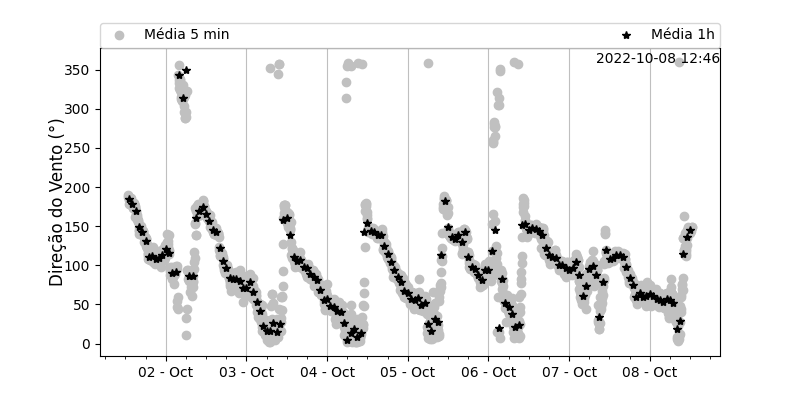 Média 5 min
Média 1h
2022-10-08 12:46
Direção do Vento (°)
350
300
250
200
150
100
50
0
02 - Oct
03 - Oct
04 - Oct
05 - Oct
06 - Oct
07 - Oct
08 - Oct